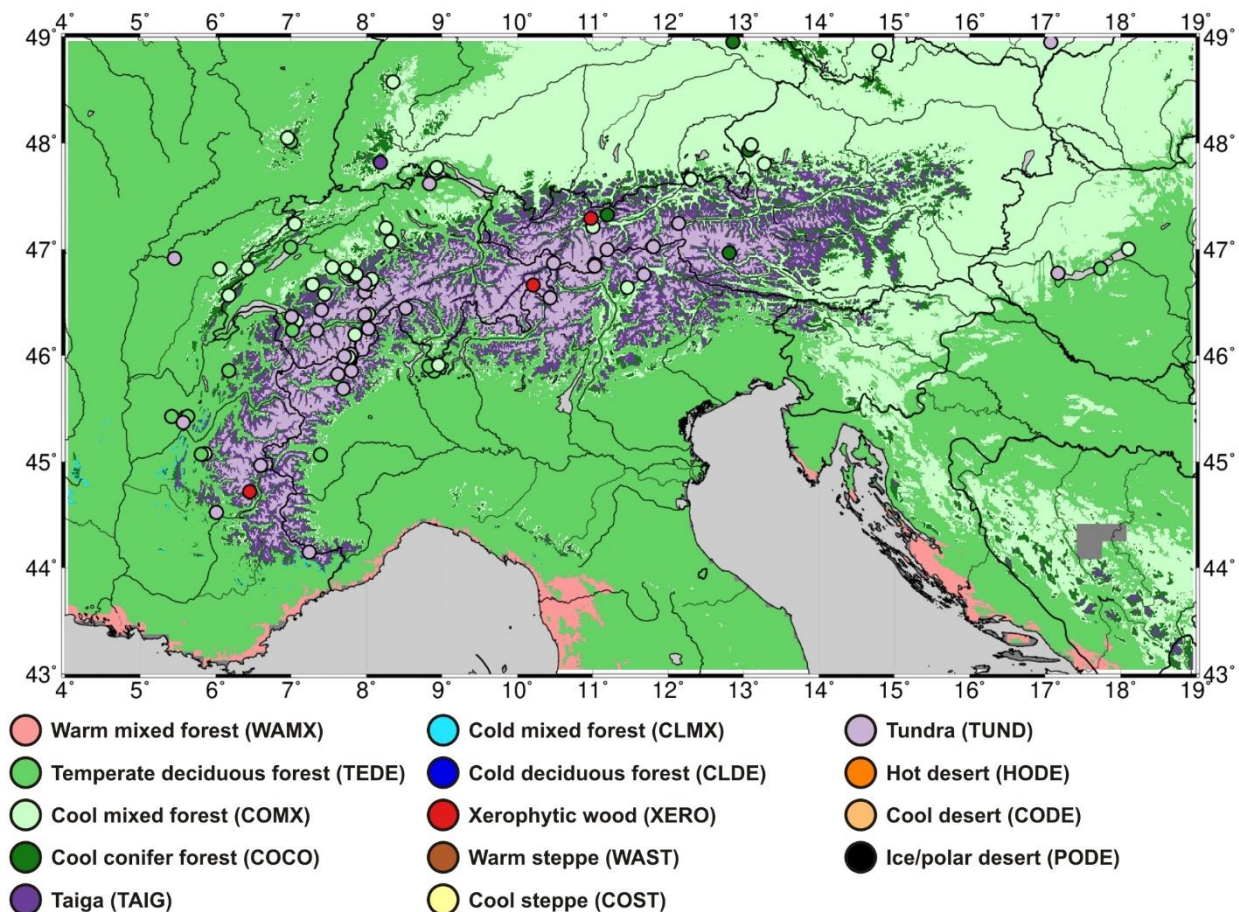 4° 5° 6° 7° 8° 9° 10° 11° 12° 13° 14° 15° 16° 17° 18° 19°
49° 49°
48° 48°
47° 47°
46° 46°
45° 45°
44° 44°
43° 43°
4° 5° 6° 7° 8° 9° 10° 11° 12° 13° 14° 15° 16° 17° 18° 19°
Warm mixed forest (WAMX)
Temperate deciduous forest (TEDE)
Cool mixed forest (COMX)
Cool conifer forest (COCO)
Taiga (TAIG)
Cold mixed forest (CLMX)
Cold deciduous forest (CLDE)
Xerophytic wood (XERO)
Warm steppe (WAST)
Cool steppe (COST)
Tundra (TUND)
Hot desert (HODE)
Cool desert (CODE)
Ice/polar desert (PODE)